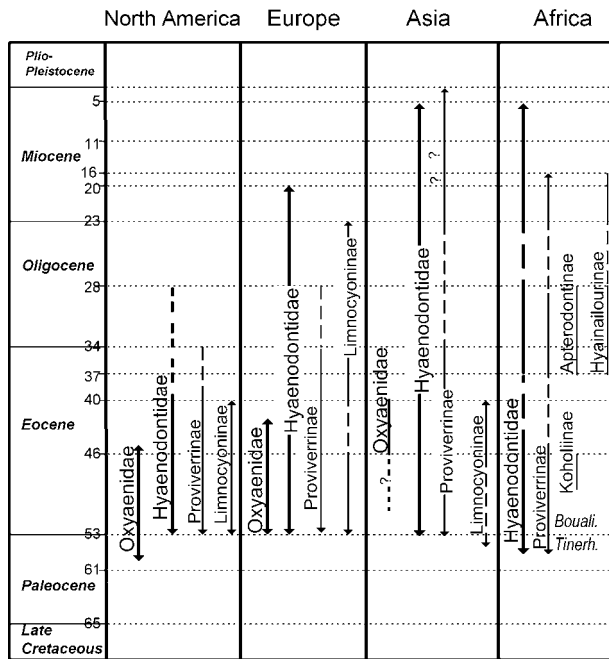 North America Europe Asia Africa
Plio-
Pleistocene
5
11
Miocene
16
20
23
Oligocene
28
34
37
40
Eocene
46
53
61
Paleocene
65
Late
Cretaceous
Oxyaenidae
Hyaenodontidae
Proviverrinae
Limnocyoninae
Oxyaenidae
Hyaenodontidae
Proviverrinae
Limnocyoninae
Oxyaenidae
?
Hyaenodontidae
Proviverrinae
? ?
Limnocyoninae
Hyaenodontidae
Proviverrinae
Koholiinae
Apterodontinae
Hyainailourinae
Bouali.
Tinerh.